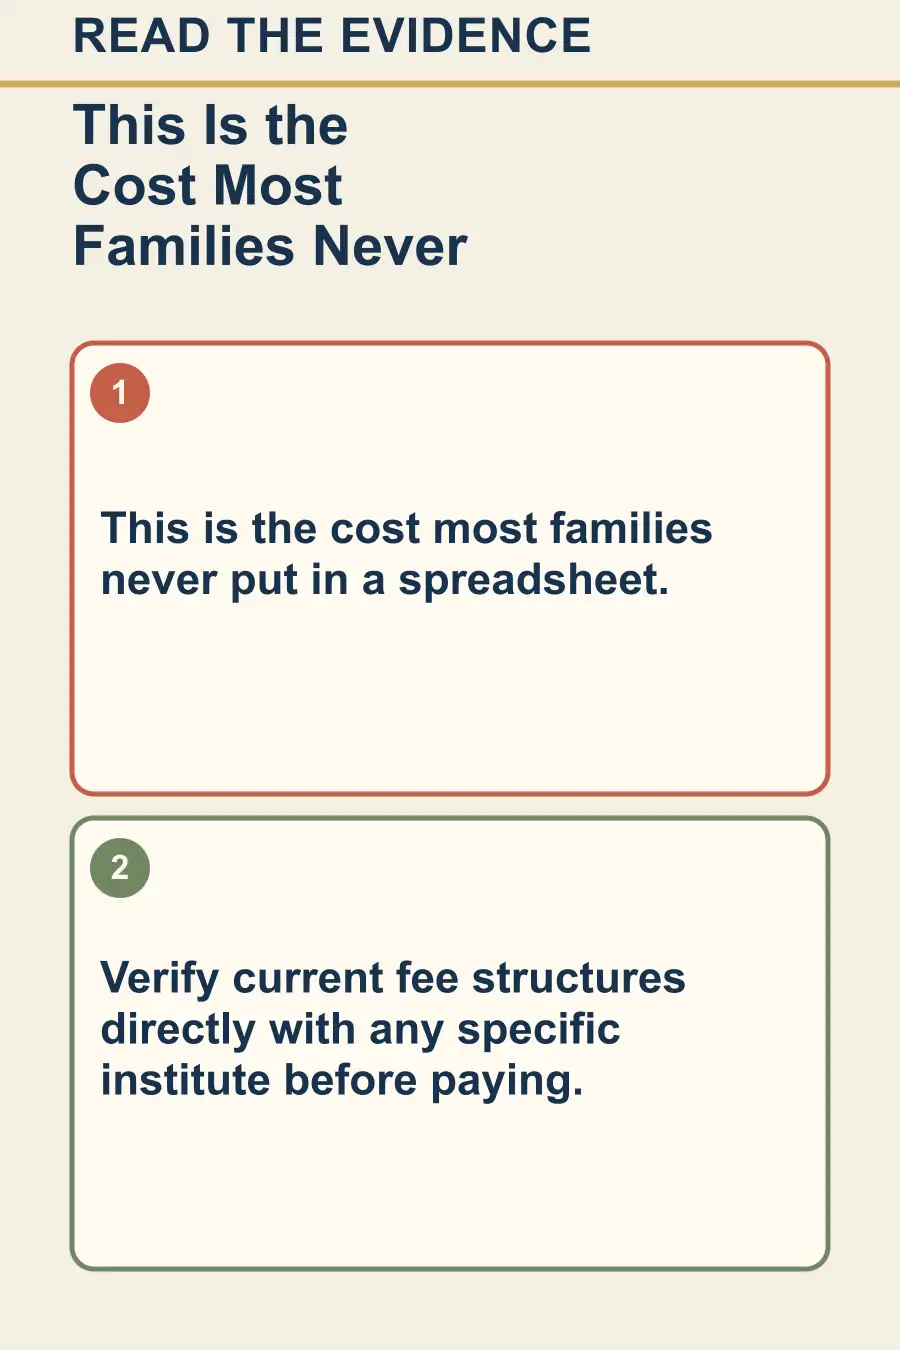 READ THE EVIDENCE
This Is the
Cost Most
Families Never
1
This is the cost most families
never put in a spreadsheet.
2
Verify current fee structures
directly with any specific
institute before paying.